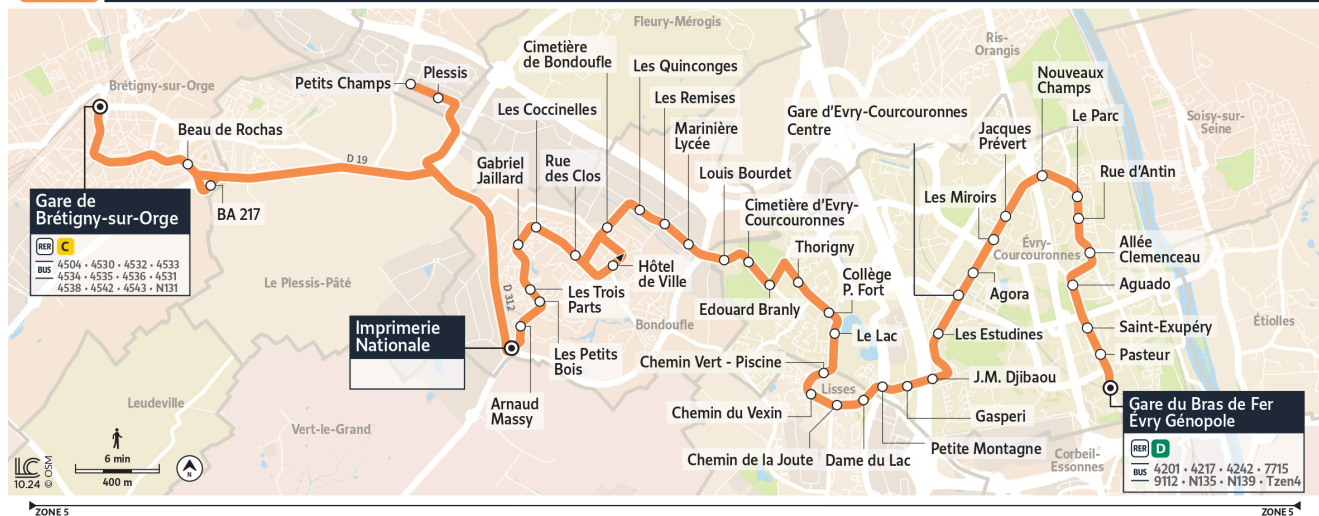 Fleury-Mérogis
Ris-
Orangis
Cimetière
de Bondoufle
Brétigny-sur-Orge
Petits Champs
Plessis
Les Quinconges
Nouveaux
Champs
Les Coccinelles
Les Remises
Gare d'Evry-Courcouronnes
Centre
Soisy-sur-
Seine
Beau de Rochas
Marinière
Lycée
Jacques
Prévert
Le Parc
D 19
Gabriel
Jaillard
Rue
des Clos
Louis Bourdet
Rue d'Antin
Gare de
Brétigny-sur-Orge
RER C
BUS
4504 • 4530 • 4532 • 4533
4534 • 4535 • 4536 • 4531
4538 • 4542 • 4543 • N131
BA 217
Cimetière d'Evry-
Courcouronnes
Les Miroirs
Thorigny
Évry-
Courcouronnes
Allée
Clemenceau
Hôtel
de Ville
Collège
P. Fort
Le Plessis-Pâté
D 312
Les Trois
Parts
Edouard Branly
Agora
Aguado
Imprimerie
Nationale
Bondoufle
Le Lac
Les Estudines
Saint-Exupéry
Étiolles
Les Petits
Bois
Chemin Vert - Piscine
Pasteur
Lisses
J.M. Djibaou
Leudeville
Arnaud
Massy
Chemin du Vexin
Gasperi
Gare du Bras de Fer
Évry Génopole
RER D
BUS
4201 • 4217 • 4242 • 7715
9112 • N135 • N139 • Tzen4
Vert-le-Grand
Petite Montagne
Chemin de la Joute
Dame du Lac
Corbeil-
Essonnes
6 min
400 m
N
LC
10.24
© OSM
ZONE 5
ZONE 5